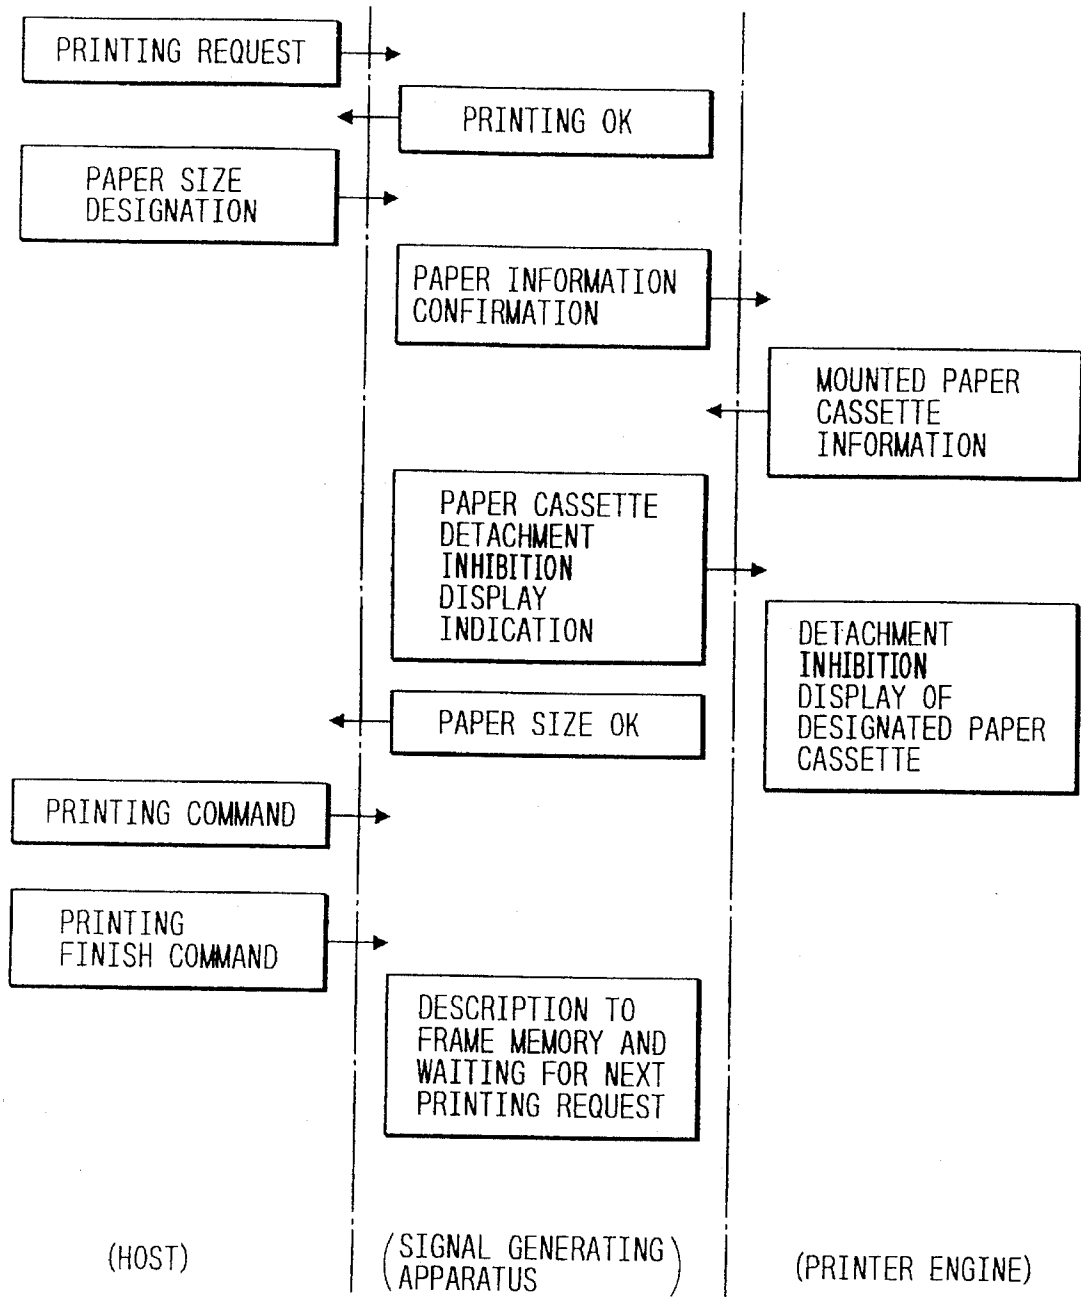 PRINTING REQUEST
PRINTING OK
PAPER SIZE
DESIGNATION
PAPER INFORMATION
CONFIRMATION
MOUNTED PAPER
CASSETTE
INFORMATION
PAPER CASSETTE
DETACHMENT
INHIBITION
DISPLAY
INDICATION
DETACHMENT
INHIBITION
DISPLAY OF
DESIGNATED PAPER
CASSETTE
PAPER SIZE OK
PRINTING COMMAND
PRINTING
FINISH COMMAND
DESCRIPTION TO
FRAME MEMORY AND
WAITING FOR NEXT
PRINTING REQUEST
(HOST)
(SIGNAL GENERATING
APPARATUS)
(PRINTER ENGINE)